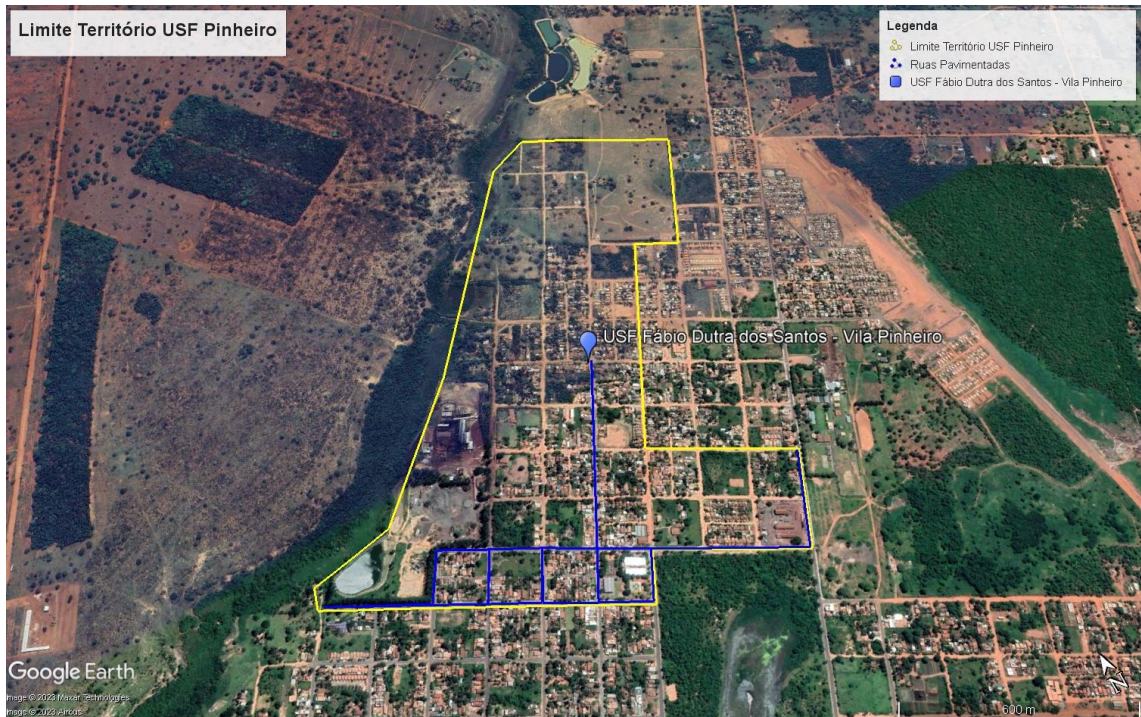 Limite Território USF Pinheiro
Legenda
Limite Território USF Pinheiro
Ruas Pavimentadas
USF Fábio Dutra dos Santos - Vila Pinheiro
USF Fábio Dutra dos Santos - Vila Pinheiro
Google Earth
Image © 2023 Maxar Technologies
Image © 2023 Airbus
N
600 m